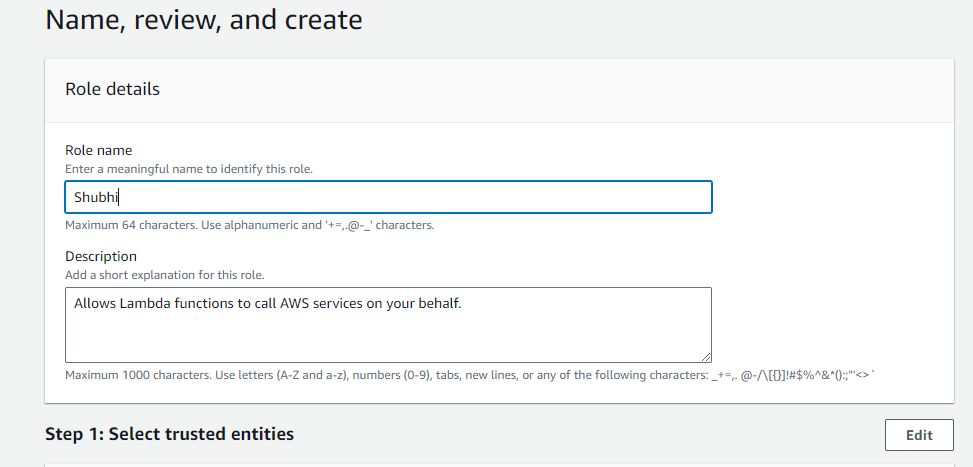 Name, review, and create
Role details
Role name
Enter a meaningful name to identify this role.
Shubhi
Maximum 64 characters. Use alphanumeric and '+=,.@-_' characters.
Description
Add a short explanation for this role.
Allows Lambda functions to call AWS services on your behalf.
Maximum 1000 characters. Use letters (A-Z and a-z), numbers (0-9), tabs, new lines, or any of the following characters: _+=,. @-/\[{}]!#$%^&*():;"'<>`
Step 1: Select trusted entities
Edit